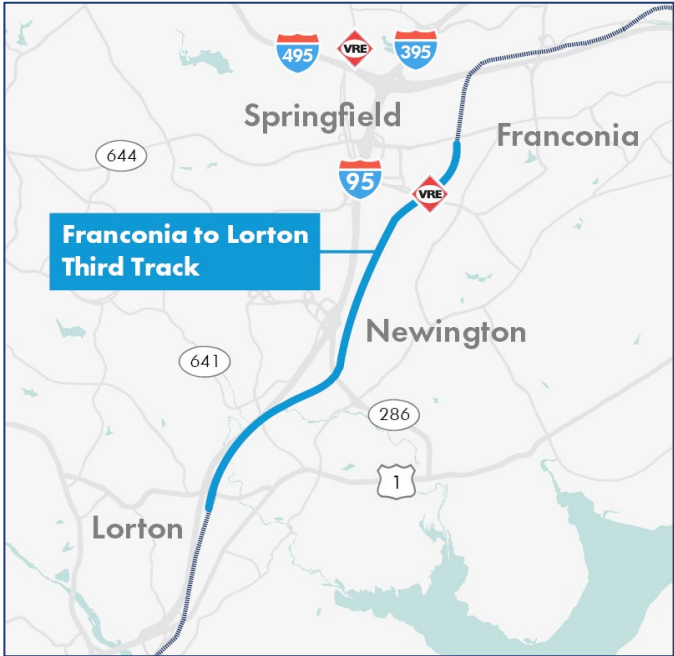 495
VRE
395
Springfield
Franconia
644
95
VRE
Franconia to Lorton
Third Track
Newington
641
286
1
Lorton